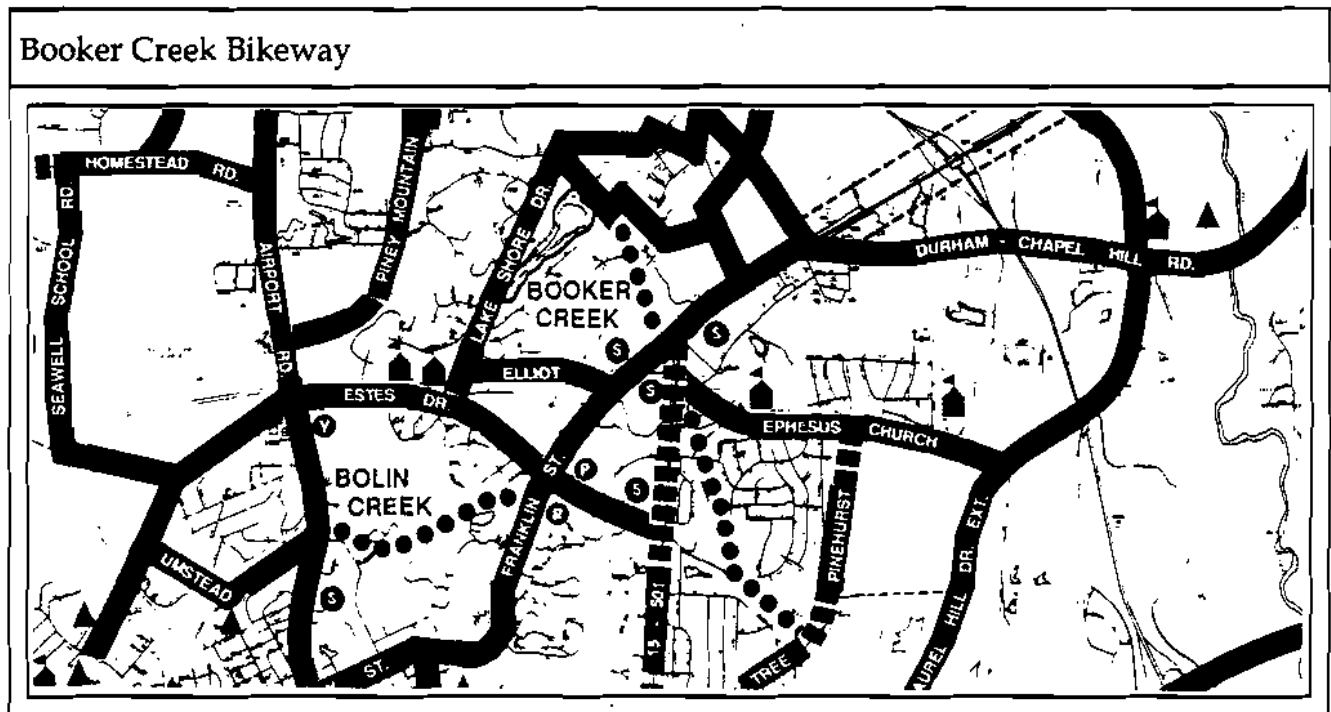 Booker Creek Bikeway
HOMESTEAD RD.
SEAWELL SCHOOL RD.
AIRPORT RD.
PINEY MOUNTAIN
LAKE SHORE DR.
BOOKER
CREEK
DURHAM - CHAPEL HILL RD.
S
S
S
ELLIOT
ESTES DR.
EPHESUS CHURCH
Y
BOLIN
CREEK
FRANKLIN ST.
P
S
R
PINEHURST
UMSTEAD
S
15 - 501
LAUREL HILL DR. EXT.
ST.
TREE